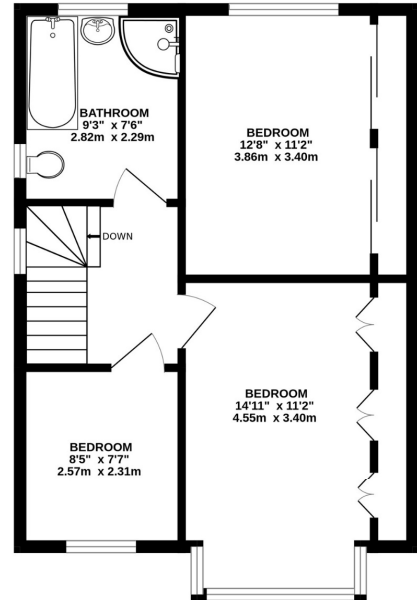 BATHROOM
9'3" x 7'6"
2.82m x 2.29m
BEDROOM
12'8" x 11'2"
3.86m x 3.40m
DOWN
BEDROOM
14'11" x 11'2"
4.55m x 3.40m
BEDROOM
8'5" x 7'7"
2.57m x 2.31m